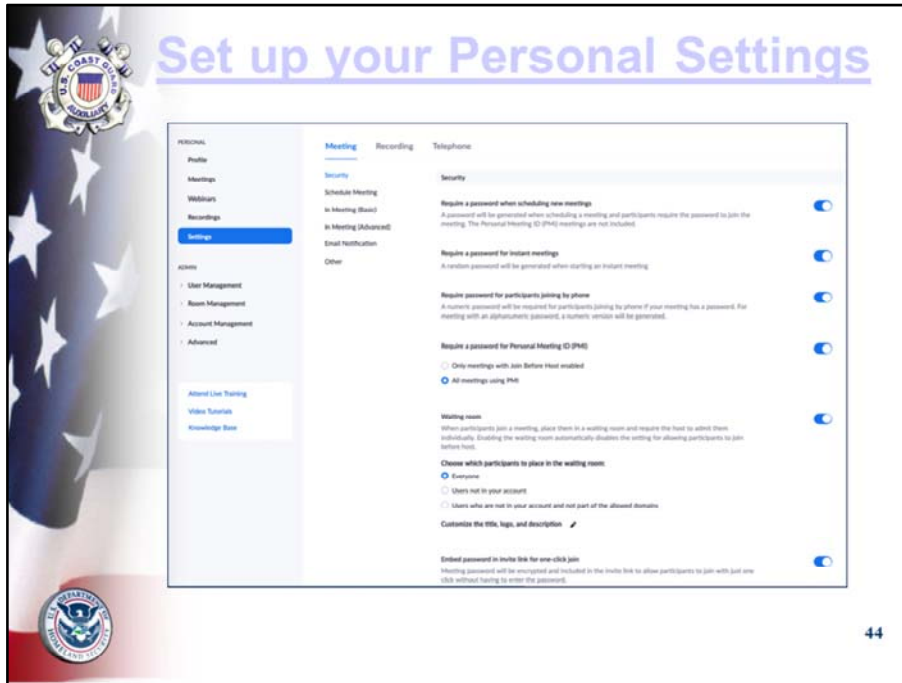 Set up your Personal Settings
U.S. COAST GUARD
AUXILIARY
PERSONAL
Profile
Meetings
Webinars
Recordings
Settings
ADMIN
User Management
Room Management
Account Management
Advanced
Attend Live Training
Video Tutorials
Knowledge Base
Meeting Recording Telephone
Security
Schedule Meeting
In Meeting (Basic)
In Meeting (Advanced)
Email Notification
Other
Security
Require a password when scheduling new meetings
A password will be generated when scheduling a meeting and participants require the password to join the
meeting. The Personal Meeting ID (PMI) meetings are not included.
Require a password for instant meetings
A random password will be generated when starting an instant meeting
Require password for participants joining by phone
A numeric password will be required for participants joining by phone if your meeting has a password. For
meeting with an alphanumeric password, a numeric version will be generated.
Require a password for Personal Meeting ID (PMI)
Only meetings with Join Before Host enabled
All meetings using PMI
Waiting room
When participants join a meeting, place them in a waiting room and require the host to admit them
individually. Enabling the waiting room automatically disables the setting for allowing participants to join
before host.
Choose which participants to place in the waiting room:
Everyone
Users not in your account
Users who are not in your account and not part of the allowed domains
Customize the title, logo, and description
Embed password in invite link for one-click join
Meeting password will be encrypted and included in the invite link to allow participants to join with just one
click without having to enter the password.
U.S. DEPARTMENT OF
HOMELAND SECURITY
44